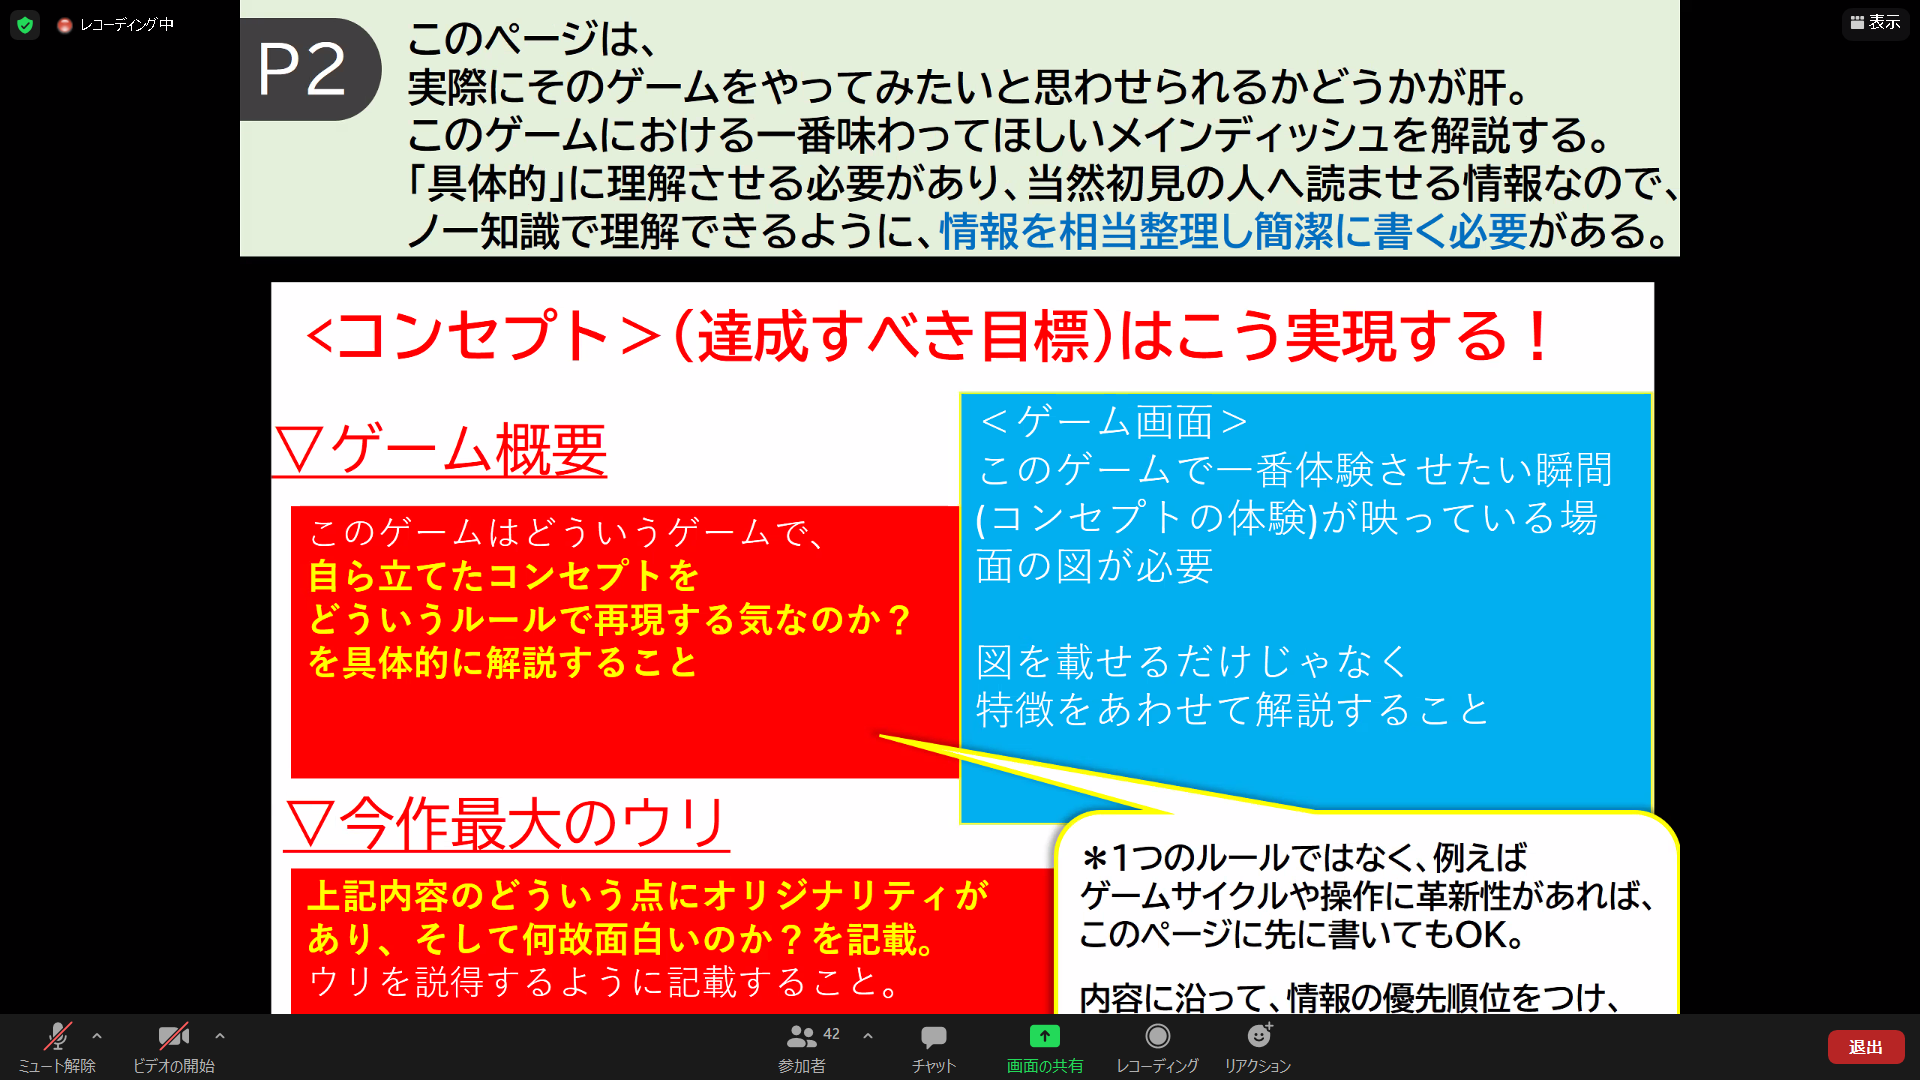 レコーディング中
表示
P2
このページは、
実際にそのゲームをやってみたいと思わせられるかどうかが肝。
このゲームにおける一番味わってほしいメインディッシュを解説する。
「具体的」に理解させる必要があり、当然初見の人へ読ませる情報なので、
ノー知識で理解できるように、情報を相当整理し簡潔に書く必要がある。
<コンセプト>(達成すべき目標)はこう実現する！
▽ゲーム概要
このゲームはどういうゲームで、
自ら立てたコンセプトを
どういうルールで再現する気なのか？
を具体的に解説すること
＜ゲーム画面＞
このゲームで一番体験させたい瞬間
(コンセプトの体験)が映っている場
面の図が必要
図を載せるだけじゃなく
特徴をあわせて解説すること
▽今作最大のウリ
上記内容のどういう点にオリジナリティが
あり、そして何故面白いのか？を記載。
ウリを説得するように記載すること。
＊1つのルールではなく、例えば
ゲームサイクルや操作に革新性があれば、
このページに先に書いてもOK。
内容に沿って、情報の優先順位をつけ、
ミュート解除
ビデオの開始
42
参加者
チャット
画面の共有
レコーディング
リアクション
退出